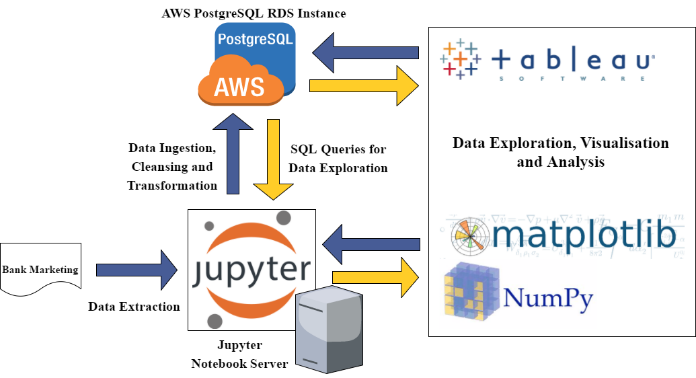 AWS PostgreSQL RDS Instance
PostgreSQL
AWS
tableau
SOFTWARE
Data Ingestion,
Cleansing and
Transformation
SQL Queries for
Data Exploration
Data Exploration, Visualisation
and Analysis
Bank Marketing
Data Extraction
jupyter
Jupyter
Notebook Server
matplotlib
NumPy